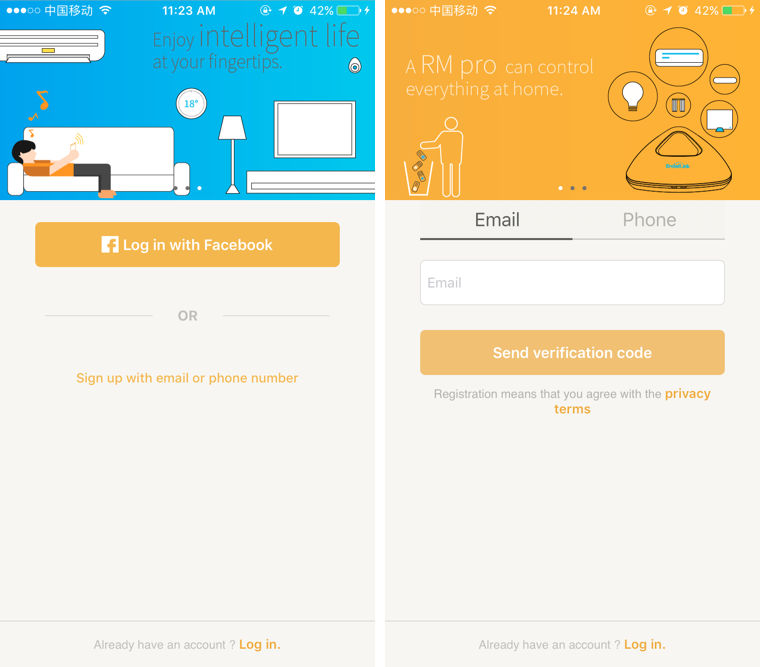 中国移动 11:23 AM 42%
Enjoy intelligent life
at your fingertips.
18°
Log in with Facebook
OR
Sign up with email or phone number
Already have an account ? Log in.
中国移动 11:24 AM 42%
A RM pro can control
everything at home.
BroadLink
Email Phone
Email
Send verification code
Registration means that you agree with the privacy
terms
Already have an account ? Log in.